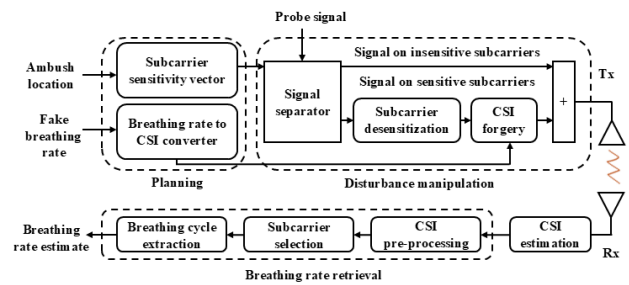 Probe signal
Ambush
location
Subcarrier
sensitivity vector
Signal on insensitive subcarriers
Tx
Signal on sensitive subcarriers
Signal
separator
Subcarrier
desensitization
CSI
forgery
+
Fake
breathing
rate
Breathing rate to
CSI converter
Planning
Disturbance manipulation
Breathing
rate estimate
Breathing cycle
extraction
Subcarrier
selection
CSI
pre-processing
CSI
estimation
Rx
Breathing rate retrieval